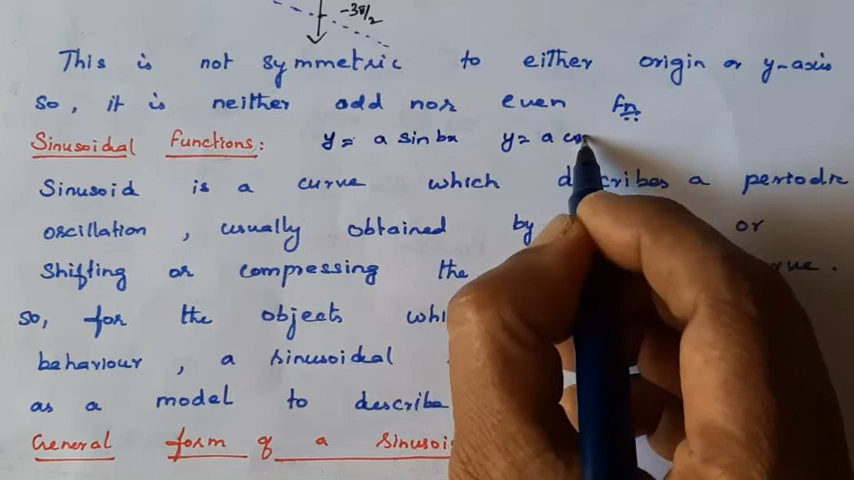 -3π/2
This is not symmetric to either origin or y-axis
so, it is neither add nor even fn
Sinusoidal Functions: y = a sin bx y = a co
Sinusoid is a curve which describes a periodic
oscillation, usually obtained by or
shifting or compressing the
so, for the objects
behaviour, a sinusoidal
as a model to describe
General form of a